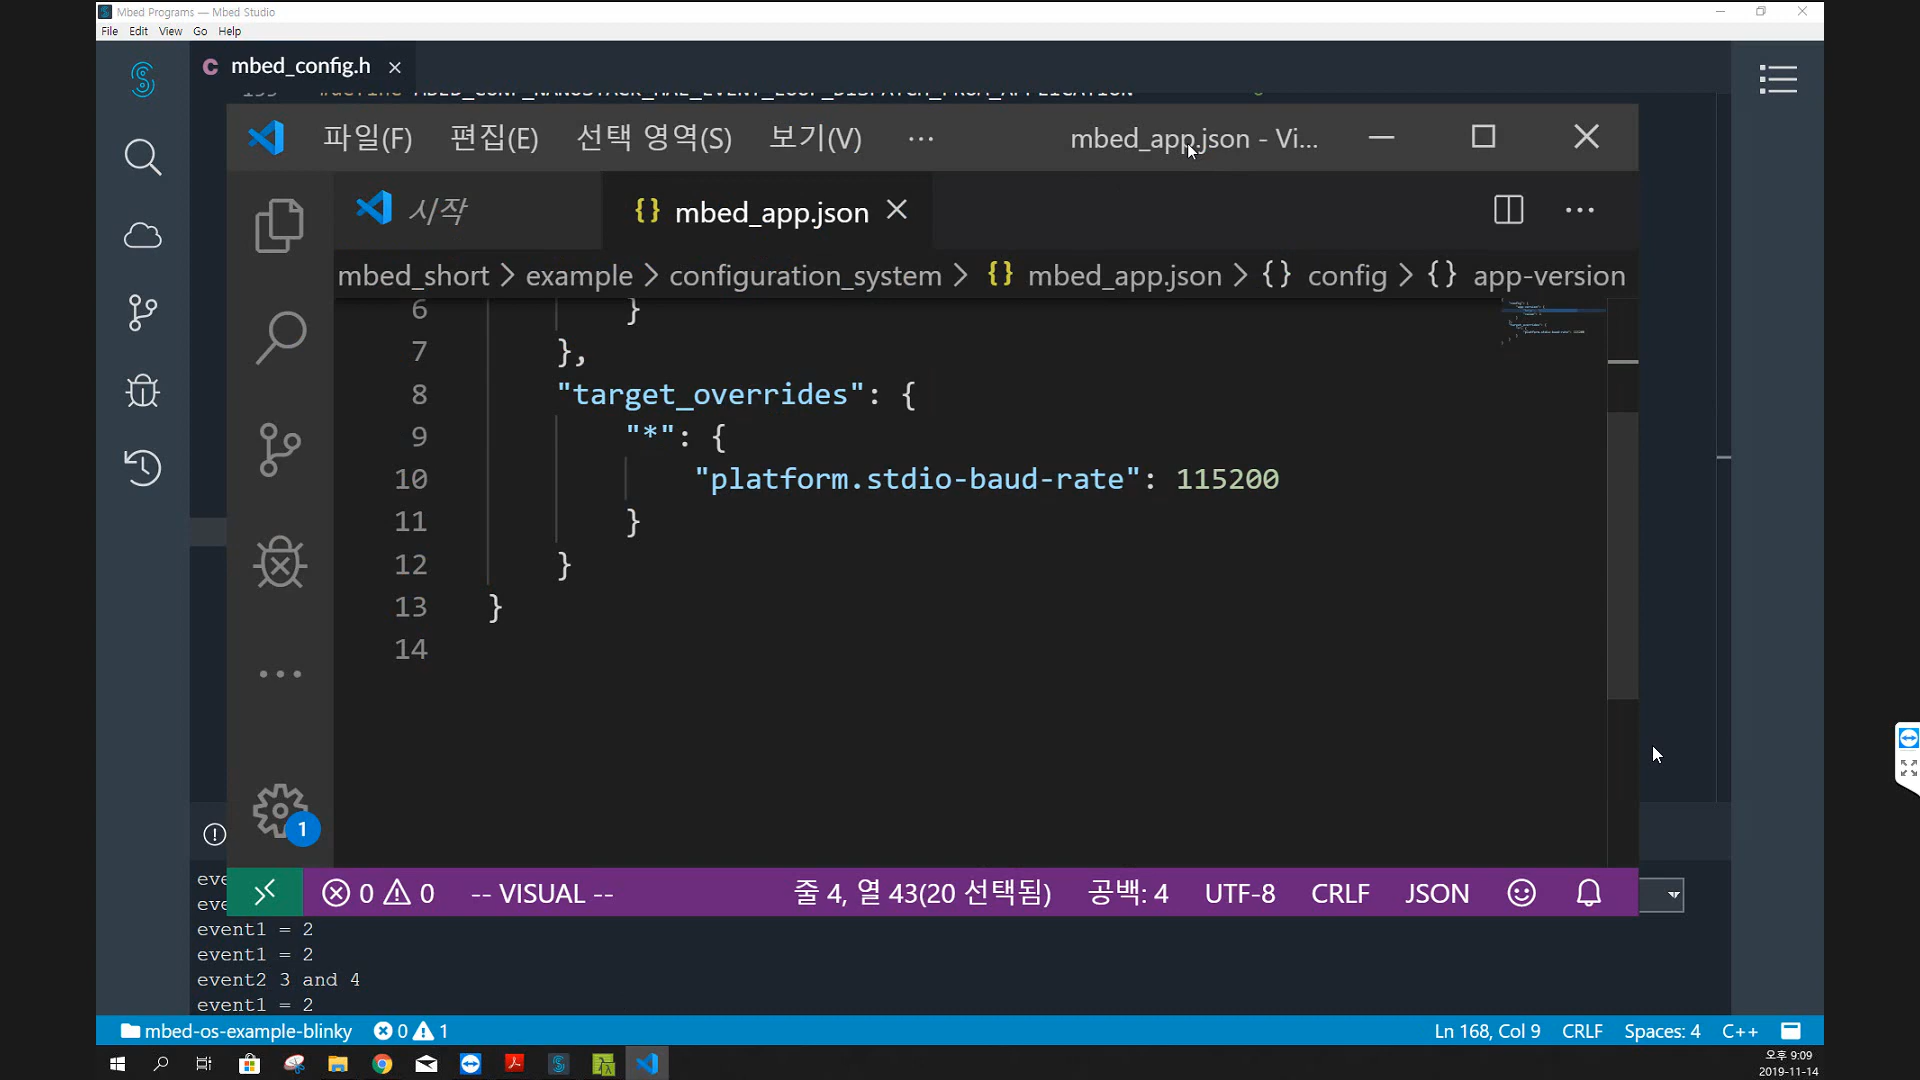 Mbed Programs — Mbed Studio
File Edit View Go Help
mbed_config.h
#define MBED_CONF_NANOSTACK_HAL_EVENT_LOOP_DISPATCH_FROM_APPLICATION
파일(F) 편집(E) 선택 영역(S) 보기(V) ··· mbed_app.json - Vi...
시작 {} mbed_app.json
mbed_short > example > configuration_system > {} mbed_app.json > {} config > {} app-version
6 }
7 },
8 "target_overrides": {
9 "*": {
10 "platform.stdio-baud-rate": 115200
11 }
12 }
13 }
14
1
0 0 -- VISUAL -- 줄 4, 열 43(20 선택됨) 공백: 4 UTF-8 CRLF JSON
eve
eve
event1 = 2
event1 = 2
event2 3 and 4
event1 = 2
mbed-os-example-blinky 0 1 Ln 168, Col 9 CRLF Spaces: 4 C++
오후 9:09
2019-11-14